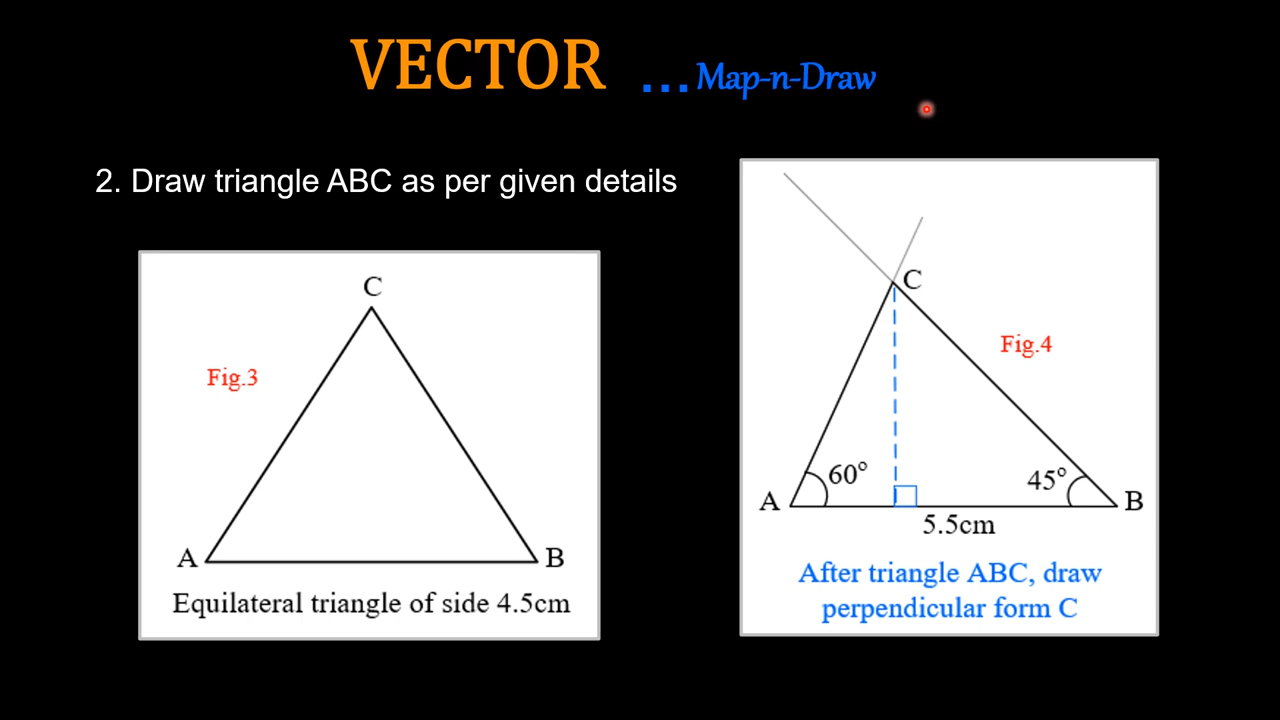 VECTOR ...Map-n-Draw
2. Draw triangle ABC as per given details
C
Fig.3
A
B
Equilateral triangle of side 4.5cm
C
Fig.4
60°
45°
A
B
5.5cm
After triangle ABC, draw
perpendicular form C